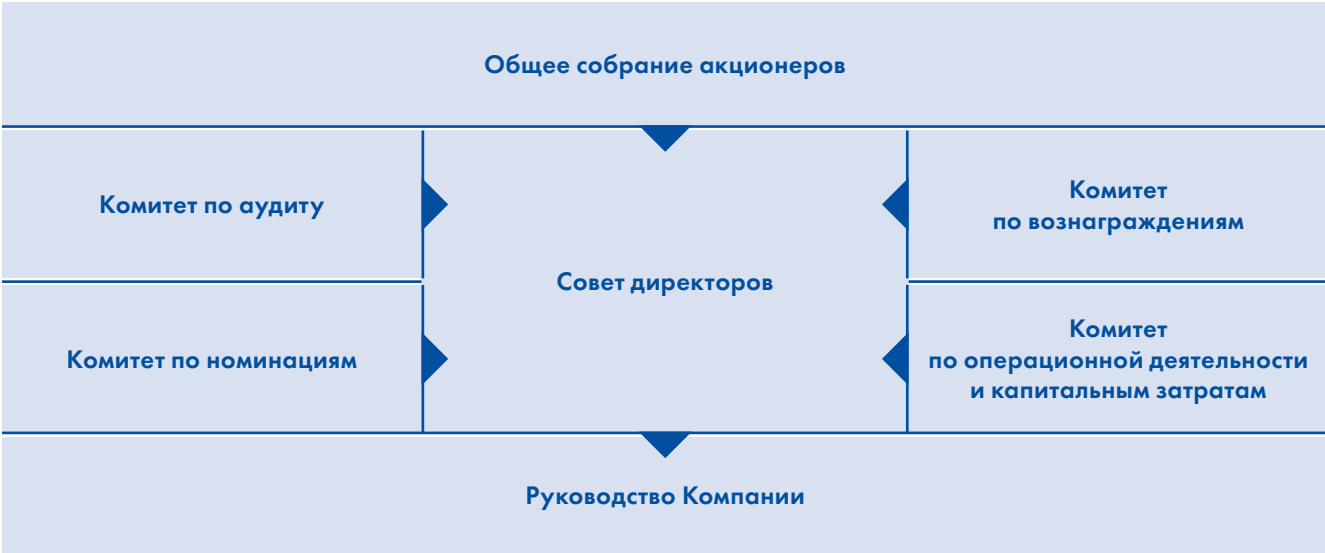 Общее собрание акционеров
Комитет по аудиту
Комитет
по вознаграждениям
Совет директоров
Комитет по номинациям
Комитет
по операционной деятельности
и капитальным затратам
Руководство Компании